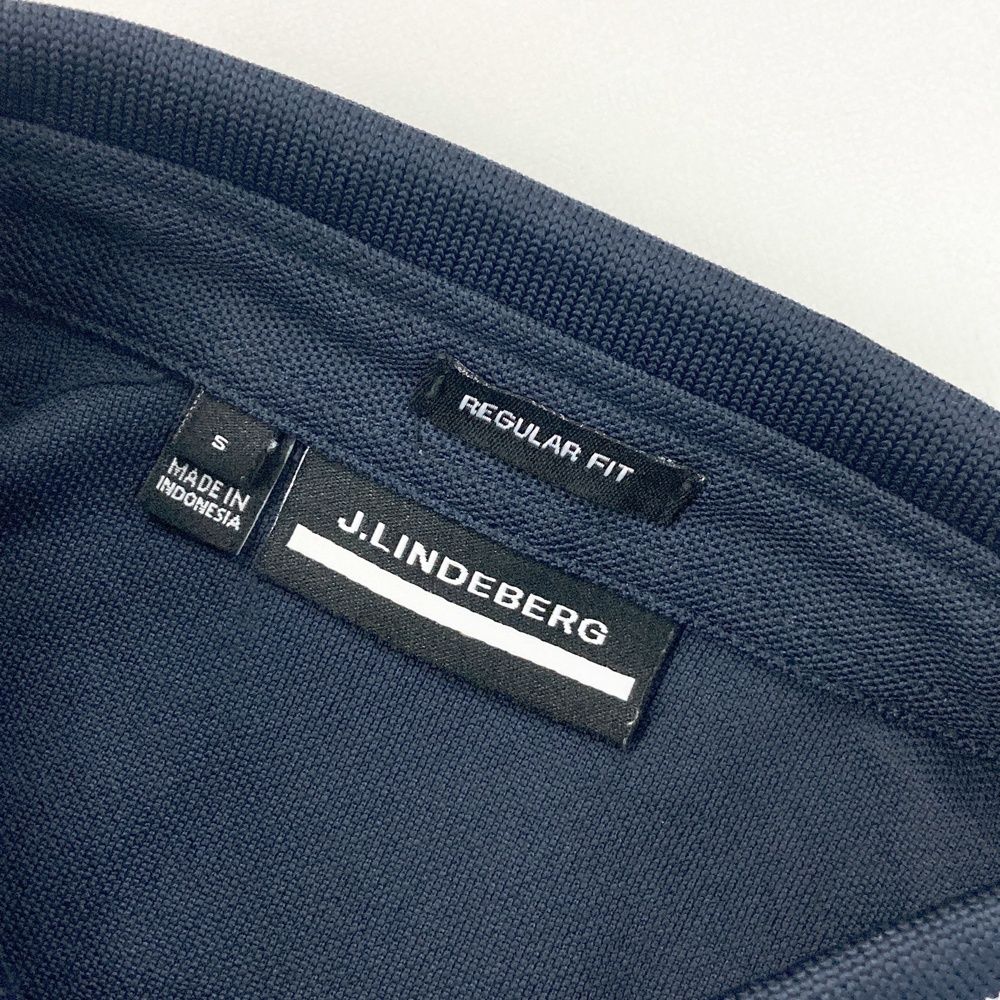 REGULAR FIT
S
MADE IN
INDONESIA
J.LINDEBERG